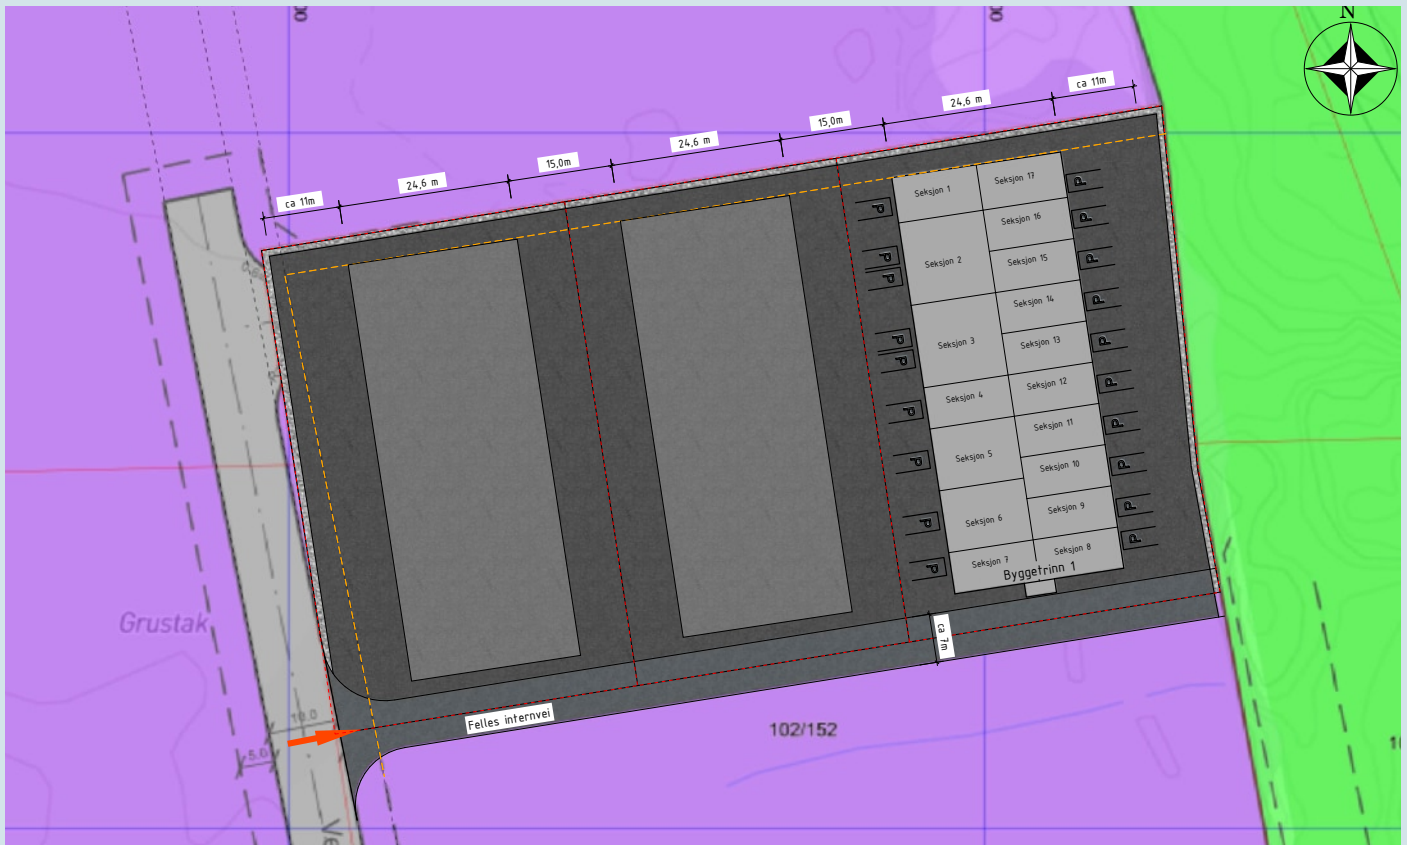 00
00
N
ca 11m
24,6 m
15,0m
24,6 m
15,0m
24,6 m
ca 11m
Seksjon 1
Seksjon 17
P
P
Seksjon 16
P
Seksjon 2
Seksjon 15
P
P
P
Seksjon 14
P
Seksjon 3
Seksjon 13
P
P
P
Seksjon 4
Seksjon 12
P
P
Seksjon 11
P
Seksjon 5
Seksjon 10
P
P
Seksjon 6
Seksjon 9
P
P
Seksjon 7
Seksjon 8
P
P
Byggetrinn 1
ca 7m
Grustak
10.0
5.0
Felles internvei
102/152
Ve